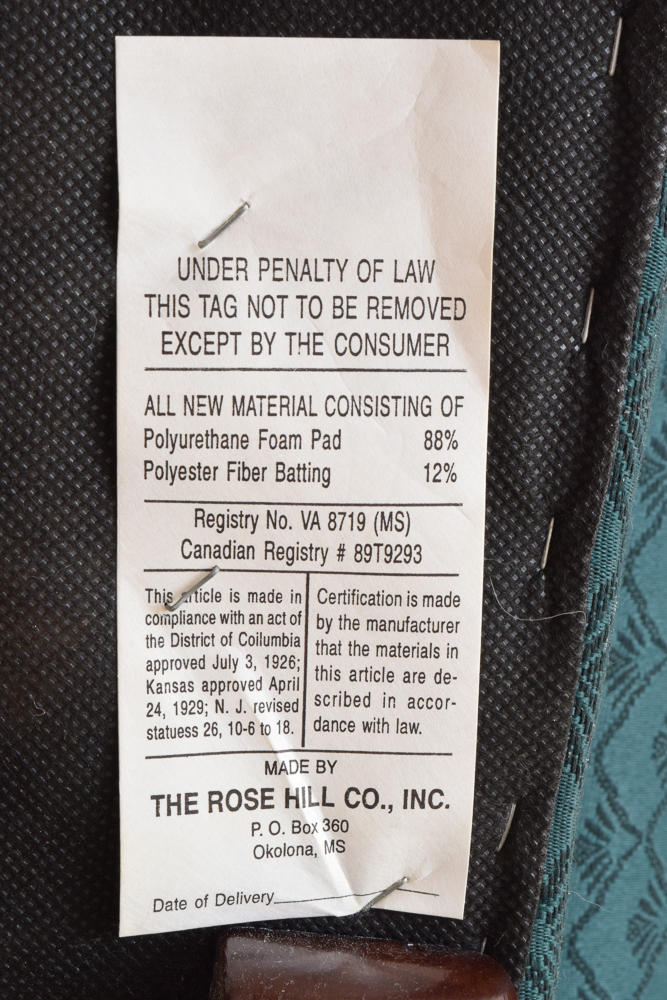 UNDER PENALTY OF LAW
THIS TAG NOT TO BE REMOVED
EXCEPT BY THE CONSUMER
ALL NEW MATERIAL CONSISTING OF
Polyurethane Foam Pad 88%
Polyester Fiber Batting 12%
Registry No. VA 8719 (MS)
Canadian Registry # 89T9293
This article is made in
compliance with an act of
the District of Coilumbia
approved July 3, 1926;
Kansas approved April
24, 1929; N. J. revised
statuess 26, 10-6 to 18.
Certification is made
by the manufacturer
that the materials in
this article are de-
scribed in accor-
dance with law.
MADE BY
THE ROSE HILL CO., INC.
P. O. Box 360
Okolona, MS
Date of Delivery